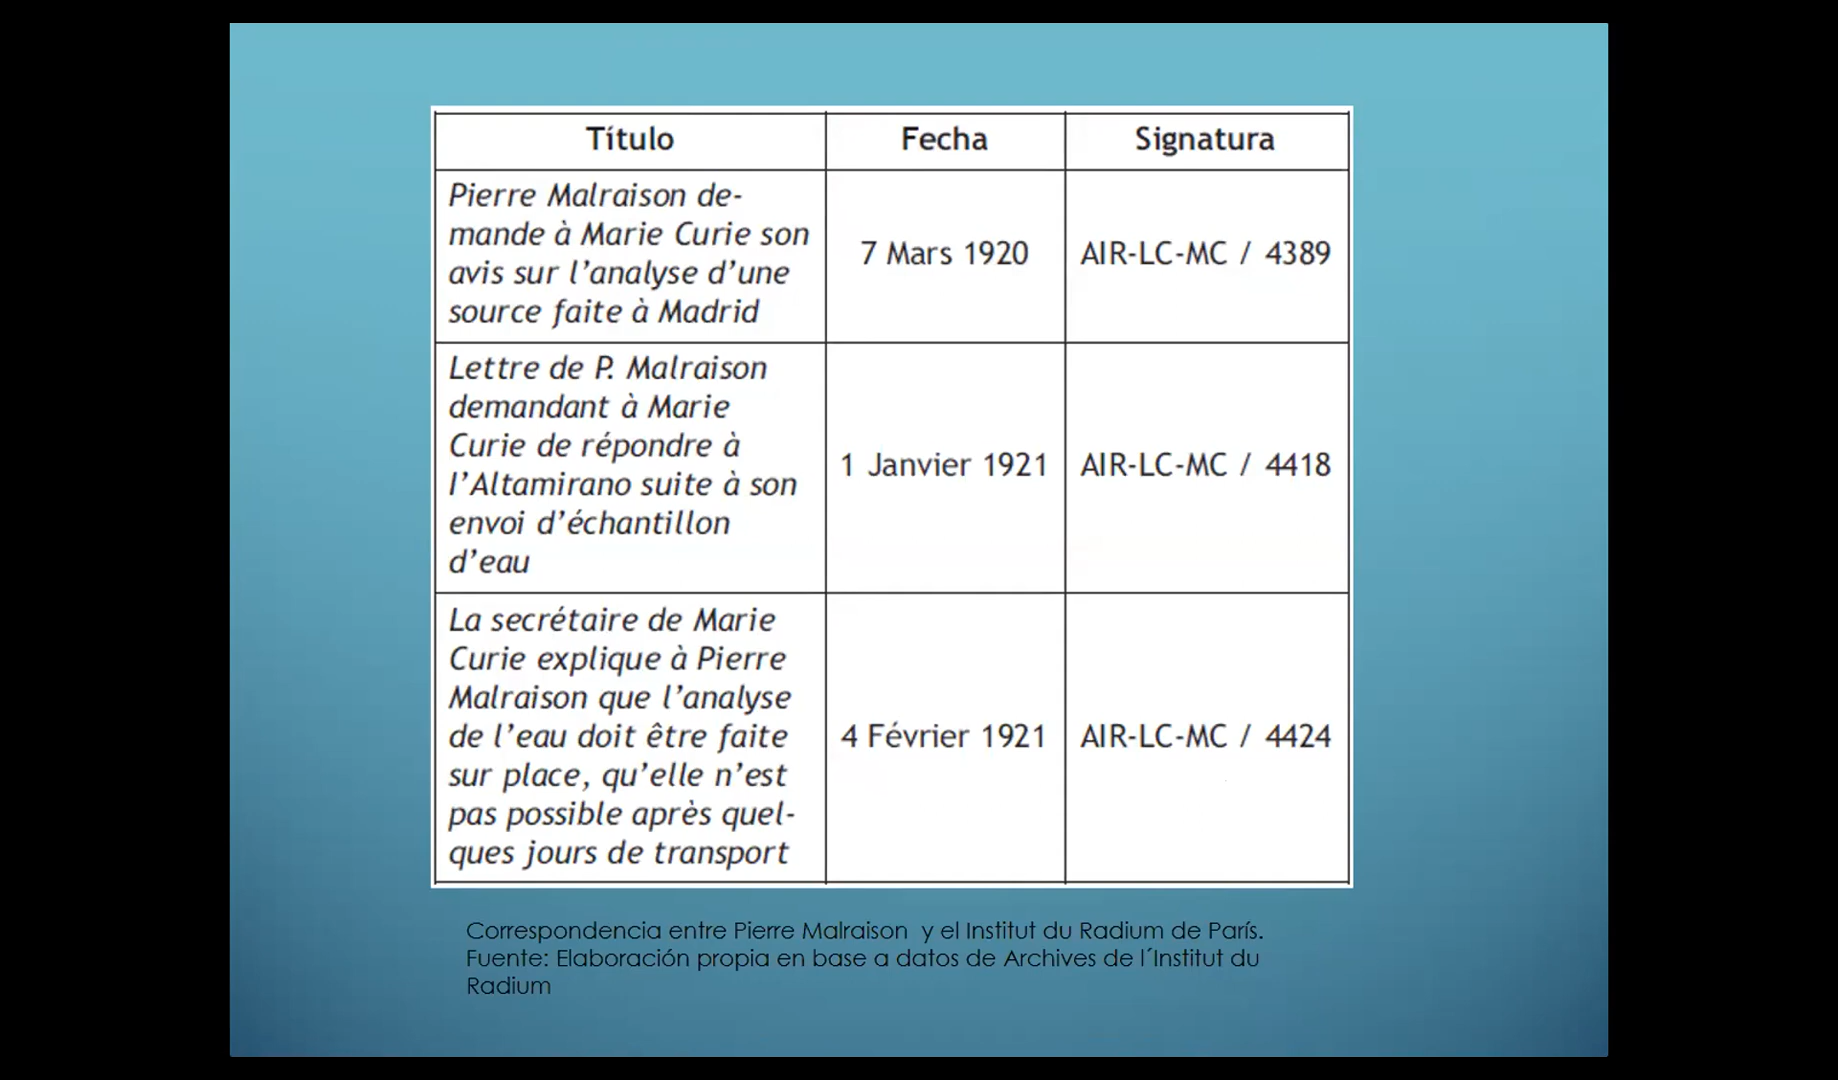 Título
Fecha
Signatura
Pierre Malraison de-
mande à Marie Curie son
avis sur l’analyse d’une
source faite à Madrid
7 Mars 1920
AIR-LC-MC / 4389
Lettre de P. Malraison
demandant à Marie
Curie de répondre à
l’Altamirano suite à son
envoi d’échantillon
d’eau
1 Janvier 1921
AIR-LC-MC / 4418
La secrétaire de Marie
Curie explique à Pierre
Malraison que l’analyse
de l’eau doit être faite
sur place, qu’elle n’est
pas possible après quel-
ques jours de transport
4 Février 1921
AIR-LC-MC / 4424
Correspondencia entre Pierre Malraison y el Institut du Radium de París.
Fuente: Elaboración propia en base a datos de Archives de l´Institut du
Radium